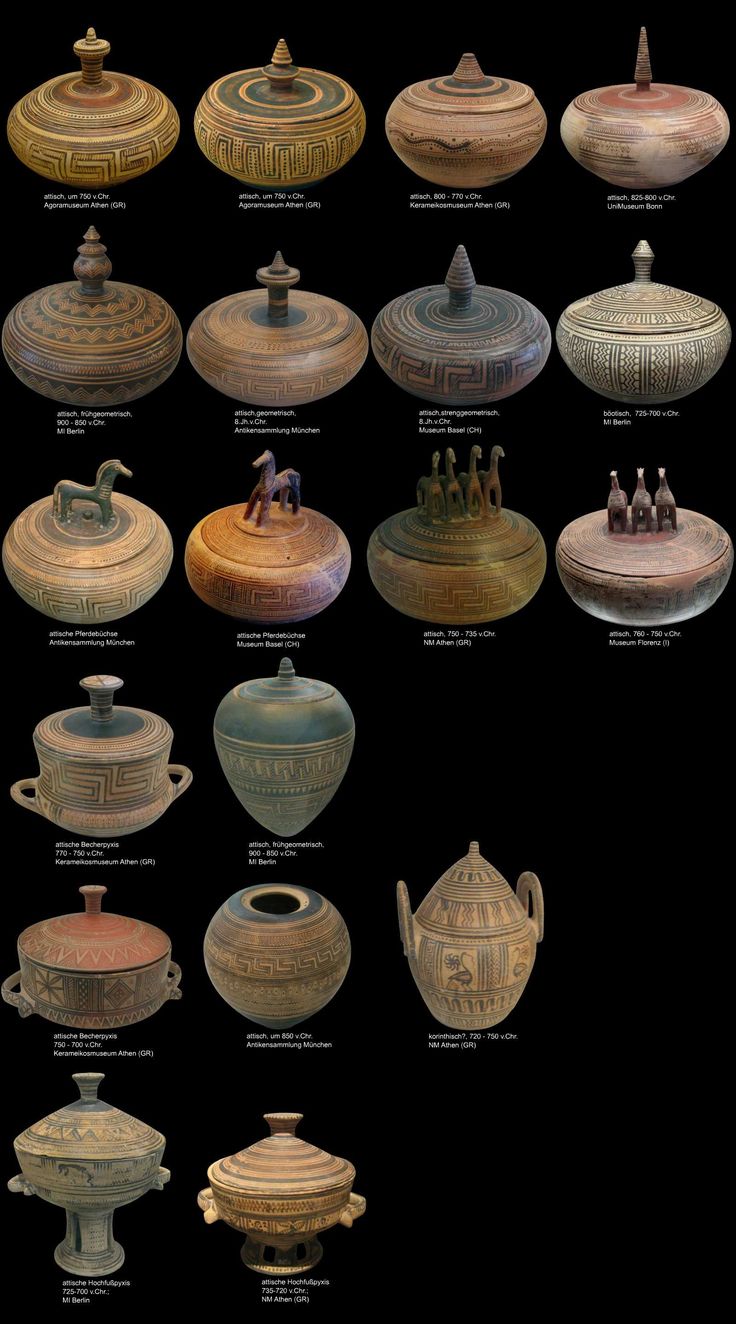 attisch, um 750 v.Chr.
Agoramuseum Athen (GR)
attisch, um 750 v.Chr.
Agoramuseum Athen (GR)
attisch, 800 - 770 v.Chr.
Kerameikosmuseum Athen (GR)
attisch, 825-800 v.Chr.
UniMuseum Bonn
attisch, frühgeometrisch,
900 - 850 v.Chr.
MI Berlin
attisch,geometrisch,
8.Jh.v.Chr.
Antikensammlung München
attisch,strenggeometrisch,
8.Jh.v.Chr.
Museum Basel (CH)
böotisch, 725-700 v.Chr.
MI Berlin
attische Pferdebüchse
Antikensammlung München
attische Pferdebüchse
Museum Basel (CH)
attisch, 750 - 735 v.Chr.
NM Athen (GR)
attisch, 760 - 750 v.Chr.
Museum Florenz (I)
attische Becherpyxis
770 - 750 v.Chr.
Kerameikosmuseum Athen (GR)
attisch, frühgeometrisch,
900 - 850 v.Chr.
MI Berlin
attische Becherpyxis
750 - 700 v.Chr.
Kerameikosmuseum Athen (GR)
attisch, um 850 v.Chr.
Antikensammlung München
korinthisch?, 720 - 750 v.Chr.
NM Athen (GR)
attische Hochfußpyxis
725-700 v.Chr.;
MI Berlin
attische Hochfußpyxis
735-720 v.Chr.;
NM Athen (GR)